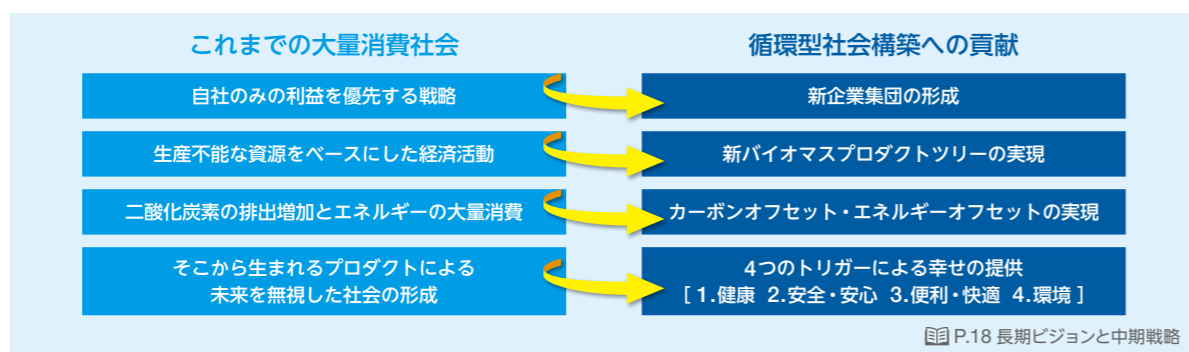 これまでの大量消費社会
循環型社会構築への貢献
自社のみの利益を優先する戦略
新企業集団の形成
生産不能な資源をベースにした経済活動
新バイオマスプロダクトツリーの実現
二酸化炭素の排出増加とエネルギーの大量消費
カーボンオフセット・エネルギーオフセットの実現
そこから生まれるプロダクトによる
未来を無視した社会の形成
4つのトリガーによる幸せの提供
[ 1.健康 2.安全・安心 3.便利・快適 4.環境 ]
P.18 長期ビジョンと中期戦略